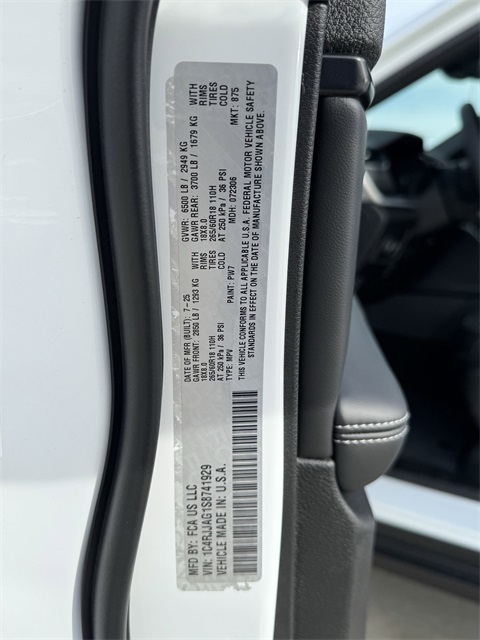 MFD BY: FCA US LLC
VIN: 1C4RJJAG1S8741929
VEHICLE MADE IN: U.S.A.
DATE OF MFR (BUILT): 7-25
GVWR: 6500 LB / 2949 KG
GAWR FRONT: 2850 LB / 1293 KG WITH
18X8.0 RIMS
265/60R18 110H TIRES
AT 250 kPa / 36 PSI COLD
GAWR REAR: 3700 LB / 1679 KG WITH
18X8.0 RIMS
265/60R18 110H TIRES
AT 250 kPa / 36 PSI COLD
TYPE: MPV PAINT: PW7 MDH: 072306 MKT: 875
THIS VEHICLE CONFORMS TO ALL APPLICABLE U.S.A. FEDERAL MOTOR VEHICLE SAFETY
STANDARDS IN EFFECT ON THE DATE OF MANUFACTURE SHOWN ABOVE.